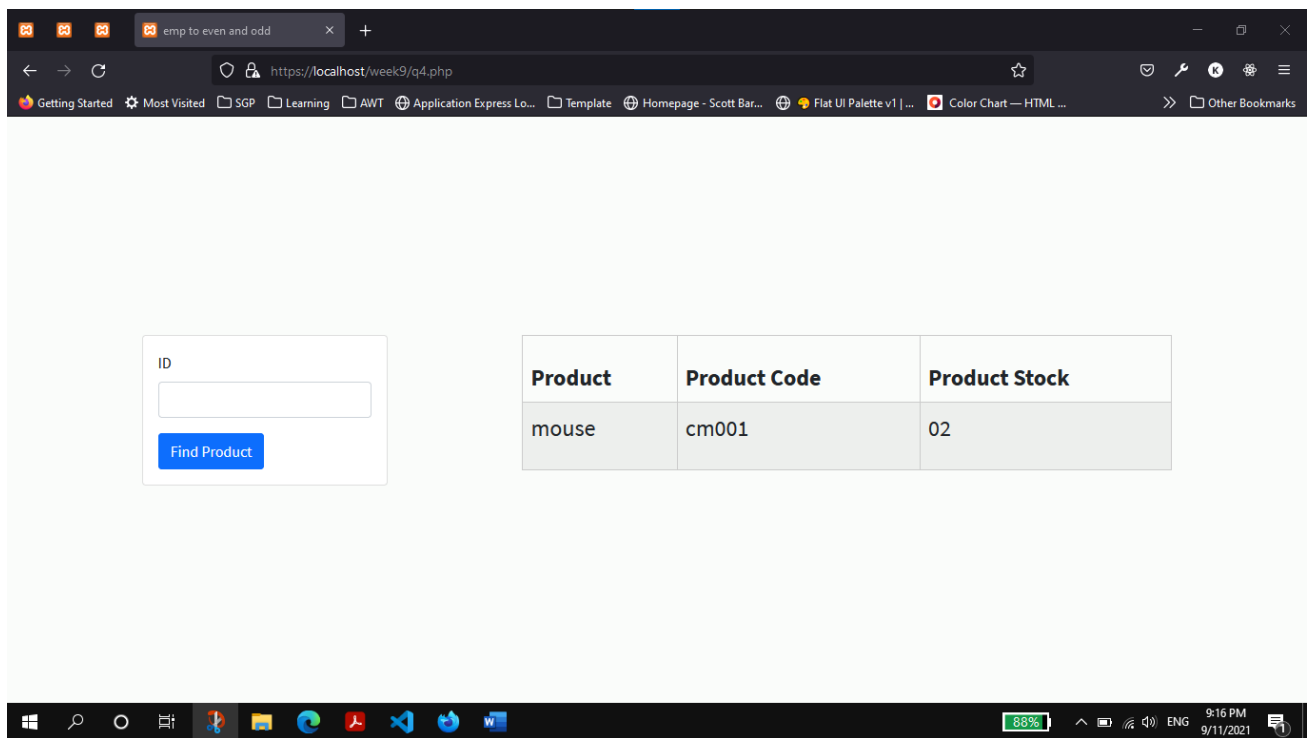 emp to even and odd
https://localhost/week9/q4.php
K
Getting Started Most Visited SGP Learning AWT Application Express Lo... Template Homepage - Scott Bar... Flat UI Palette v1 | ... Color Chart — HTML ... Other Bookmarks
ID
Find Product
Product Product Code Product Stock
mouse cm001 02
88% ENG 9:16 PM
9/11/2021
1